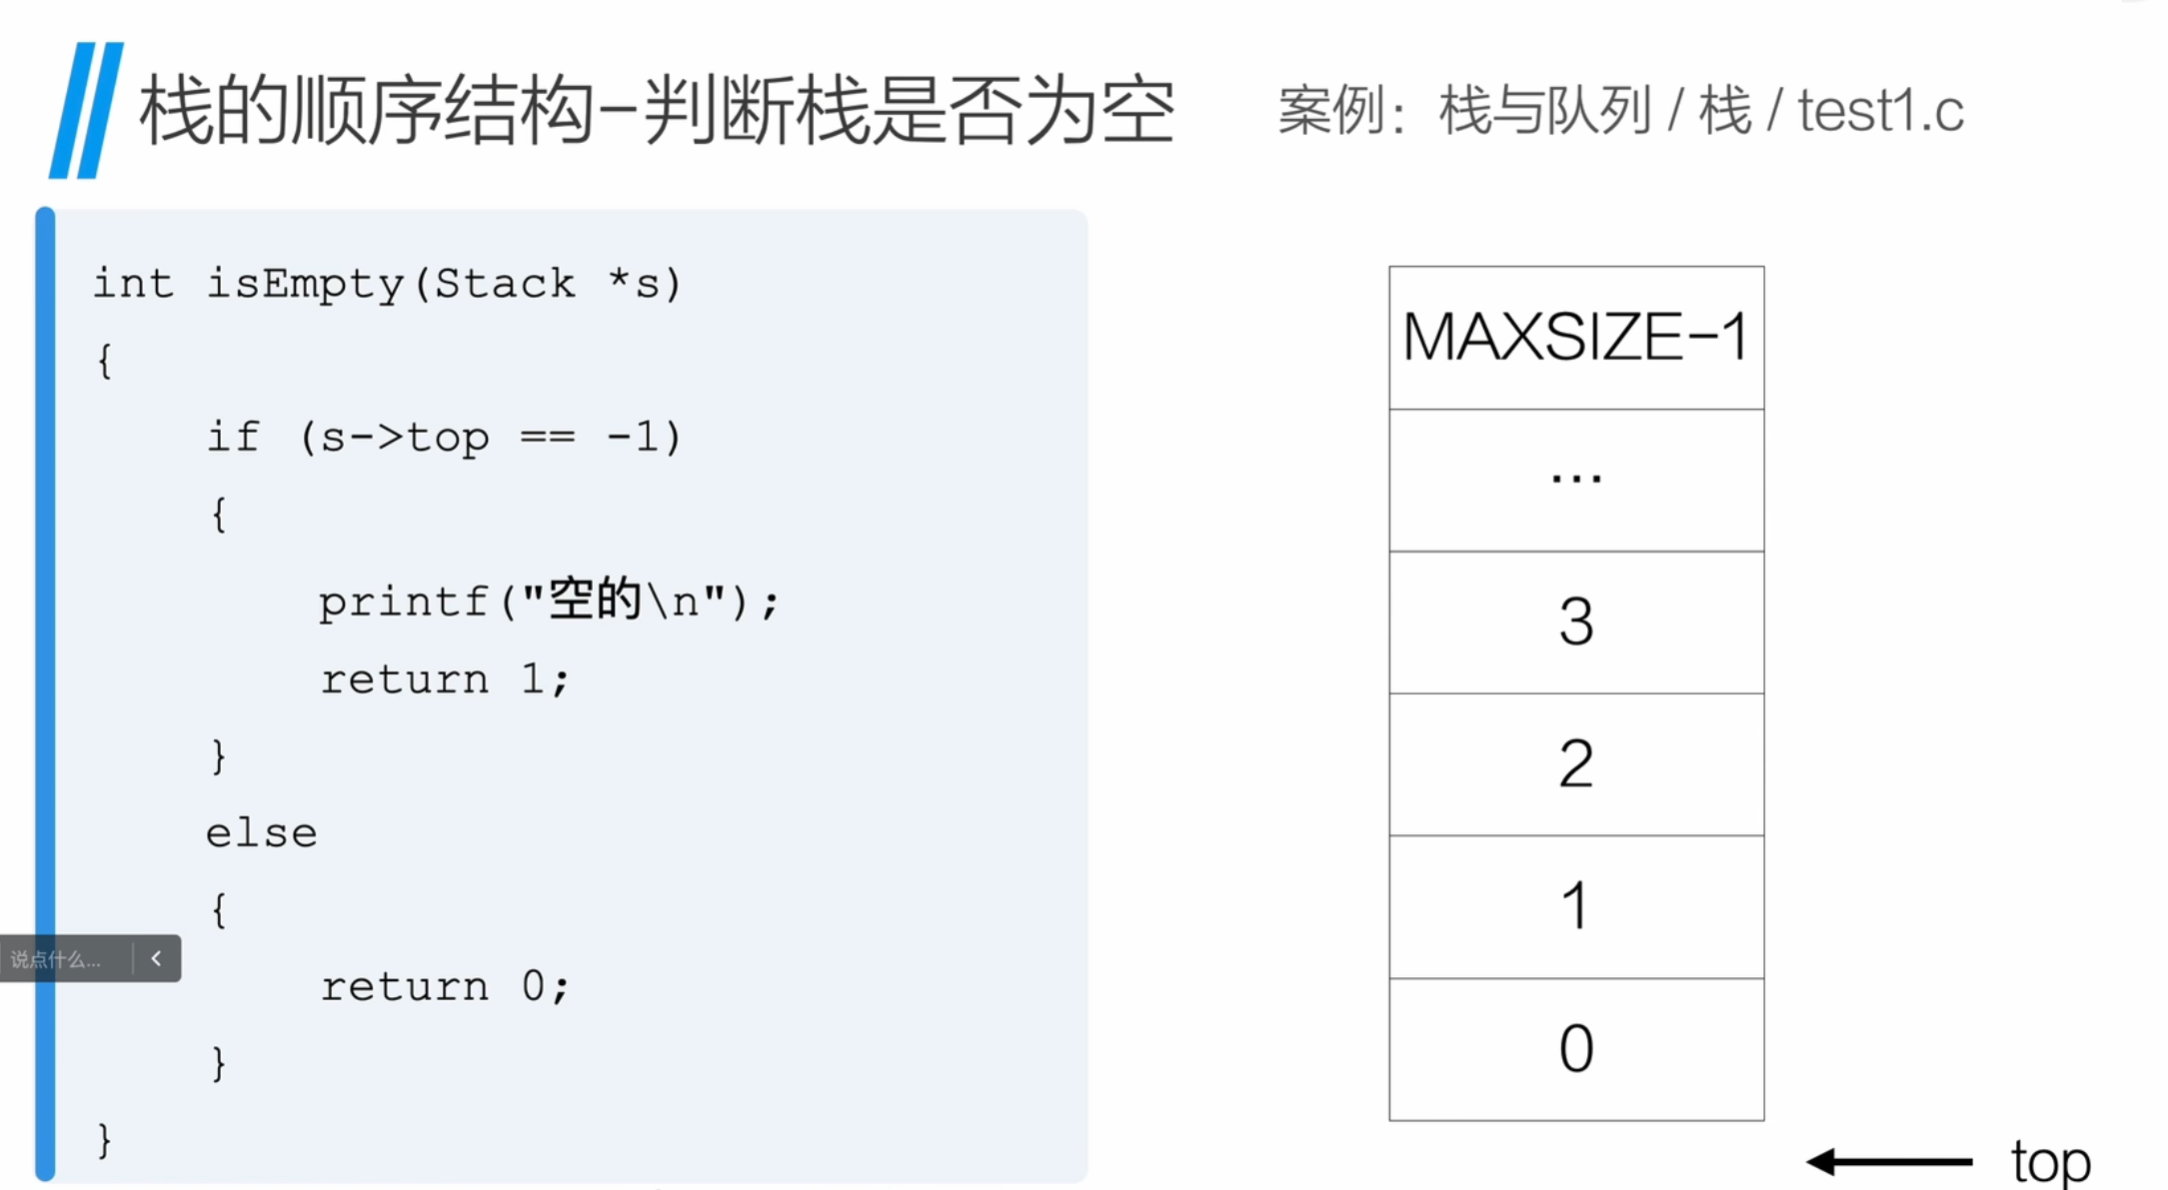 栈的顺序结构-判断栈是否为空
案例：栈与队列 / 栈 / test1.c
int isEmpty(Stack *s)
{
if (s->top == -1)
{
printf("空的\n");
return 1;
}
else
{
return 0;
}
}
说点什么...
MAXSIZE-1
...
3
2
1
0
top